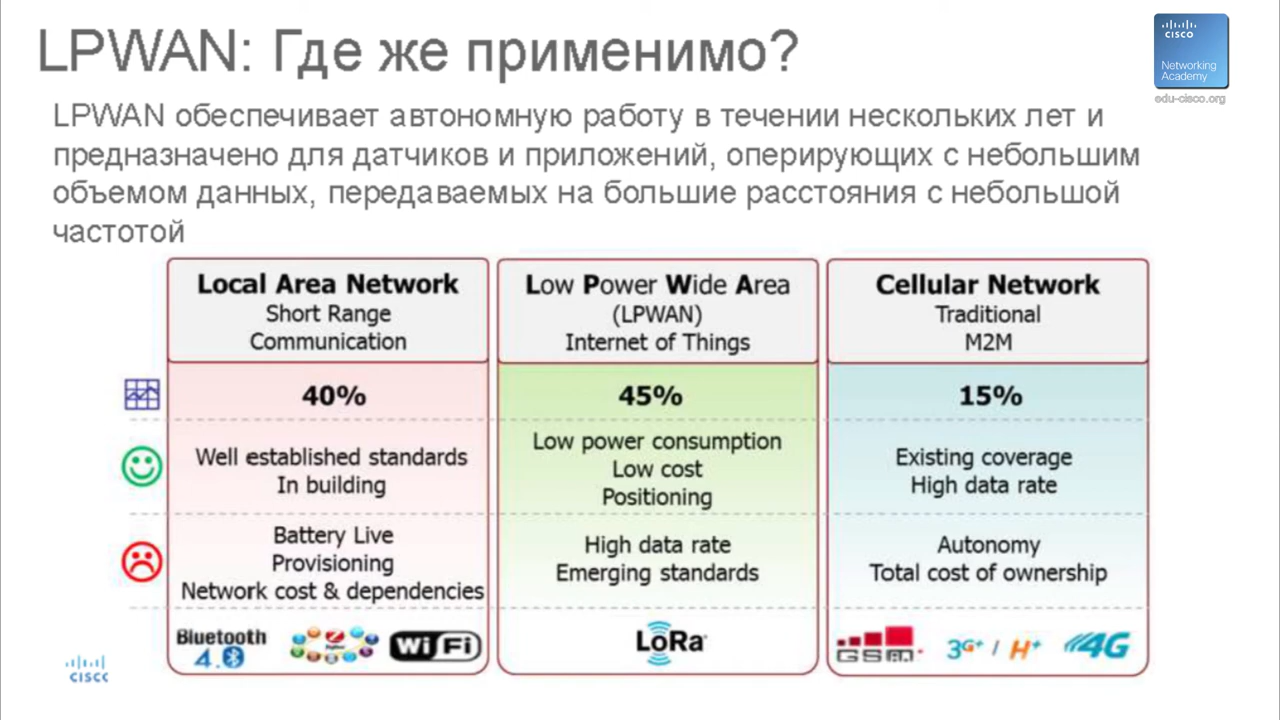 LPWAN: Где же применимо?
cisco
Networking
Academy
edu-cisco.org
LPWAN обеспечивает автономную работу в течении нескольких лет и
предназначено для датчиков и приложений, оперирующих с небольшим
объемом данных, передаваемых на большие расстояния с небольшой
частотой
Local Area Network
Short Range
Communication
Low Power Wide Area
(LPWAN)
Internet of Things
Cellular Network
Traditional
M2M
40%
45%
15%
Well established standards
In building
Low power consumption
Low cost
Positioning
Existing coverage
High data rate
Battery Live
Provisioning
Network cost & dependencies
High data rate
Emerging standards
Autonomy
Total cost of ownership
Bluetooth
4.0
WiFi
LoRa
GSM
3G+ / H+
4G
cisco